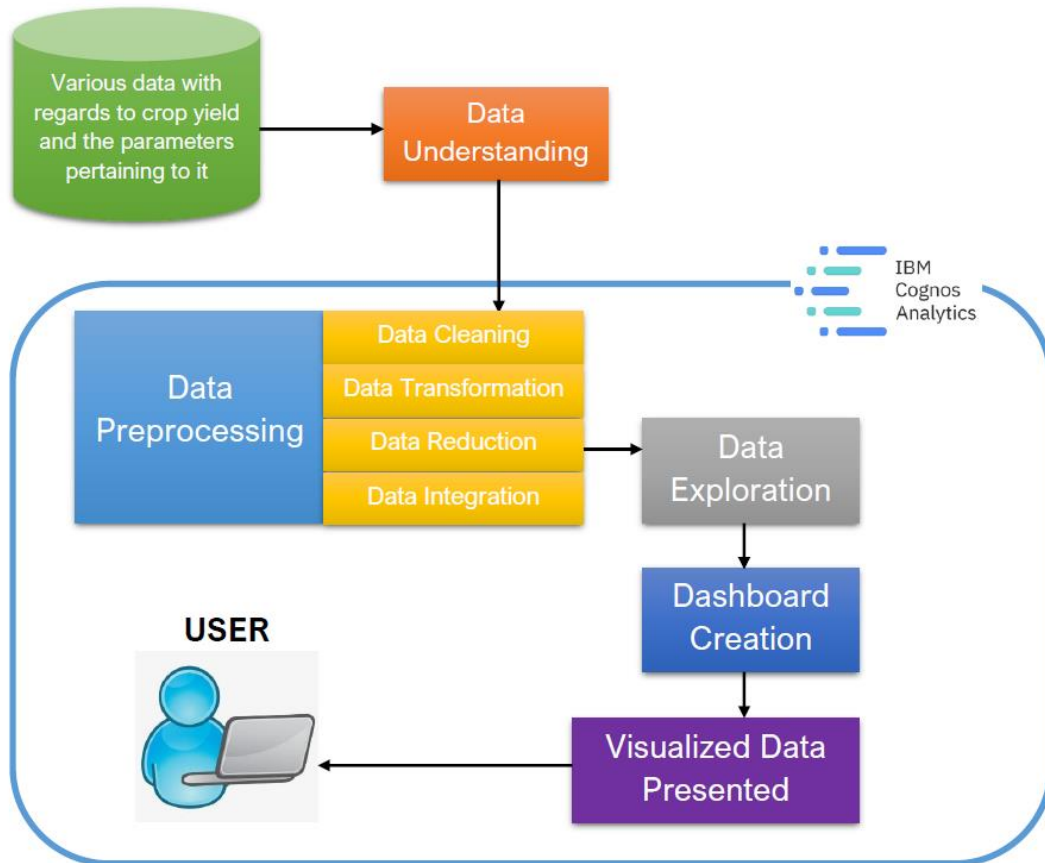 Various data with
regards to crop yield
and the parameters
pertaining to it
Data
Understanding
IBM
Cognos
Analytics
Data
Preprocessing
Data Cleaning
Data Transformation
Data Reduction
Data Integration
Data
Exploration
Dashboard
Creation
USER
Visualized Data
Presented